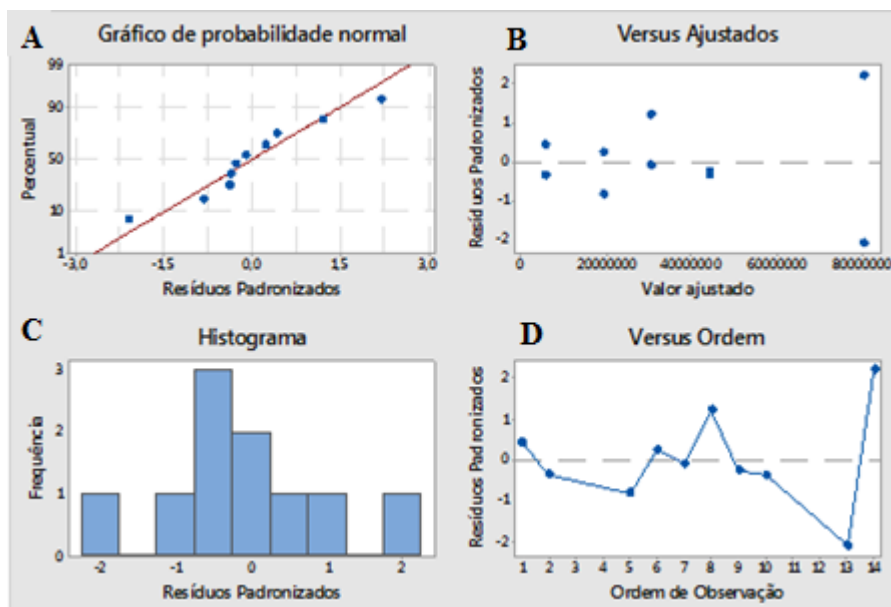 A Gráfico de probabilidade normal
99
90
50
10
1
Percentual
-3,0 -1,5 0,0 1,5 3,0
Resíduos Padronizados
B Versus Ajustados
2
1
0
-1
-2
Resíduos Padronizados
0 20000000 40000000 60000000 80000000
Valor ajustado
C Histograma
3
2
1
0
Frequência
-2 -1 0 1 2
Resíduos Padronizados
D Versus Ordem
2
1
0
-1
-2
Resíduos Padronizados
1 2 3 4 5 6 7 8 9 10 11 12 13 14
Ordem de Observação